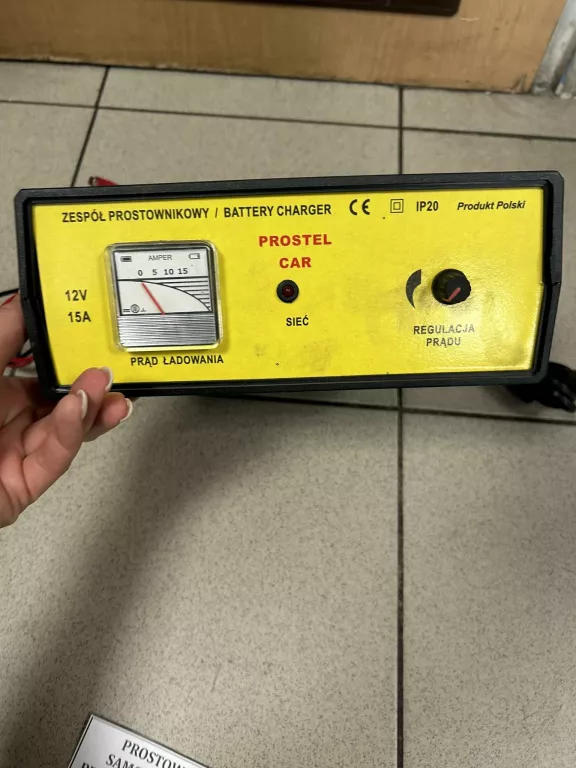 ZESPÓŁ PROSTOWNIKOWY / BATTERY CHARGER CE IP20 Produkt Polski
PROSTEL
CAR
AMPER
0 5 10 15
12V
15A
SIEĆ
PRĄD ŁADOWANIA
REGULACJA
PRĄDU